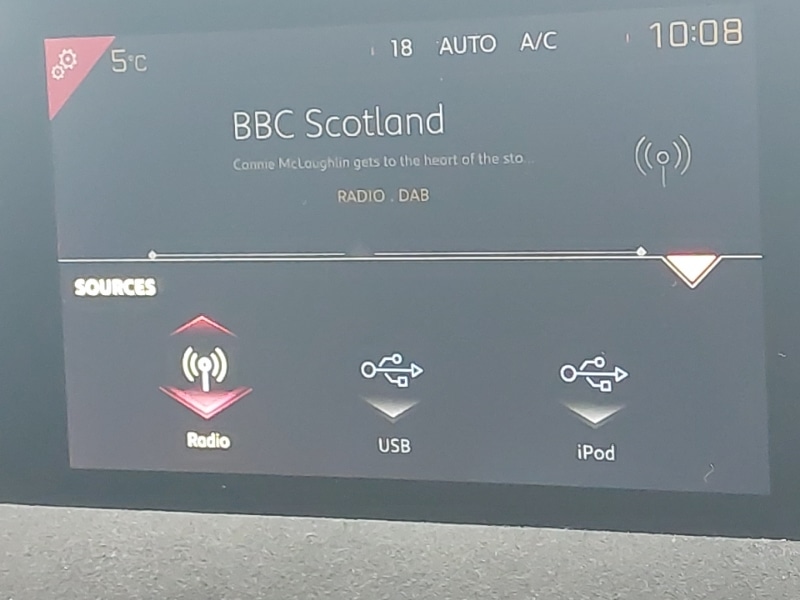 5°C 18 AUTO A/C 10:08
BBC Scotland
Connie McLaughlin gets to the heart of the sto...
RADIO . DAB
SOURCES
Radio USB iPod